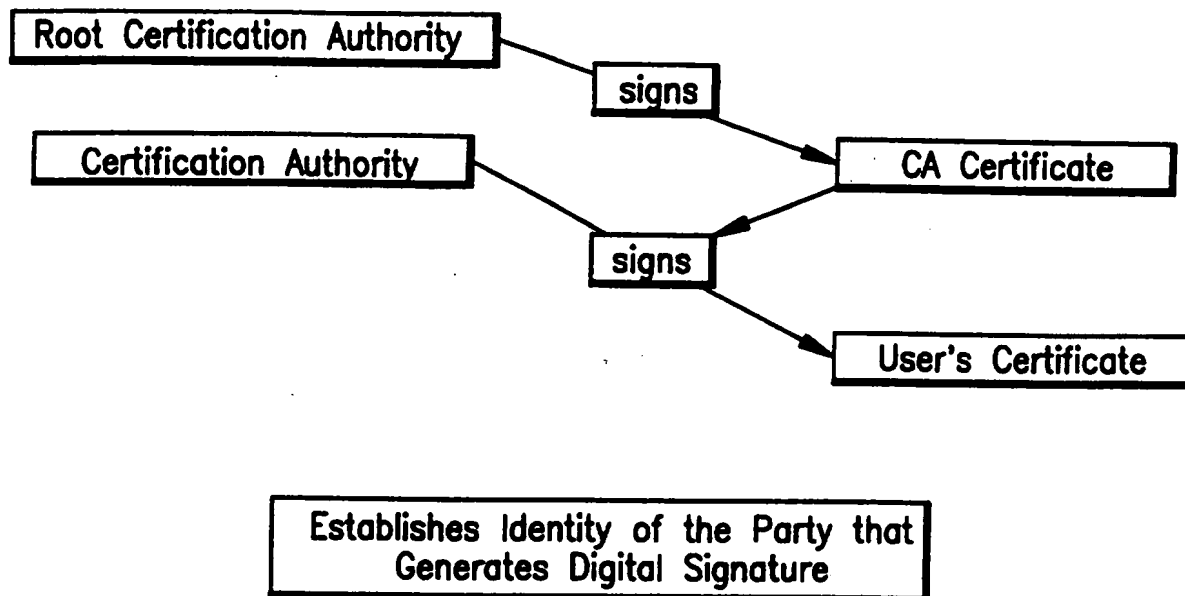 Root Certification Authority
signs
Certification Authority
CA Certificate
signs
User's Certificate
Establishes Identity of the Party that
Generates Digital Signature